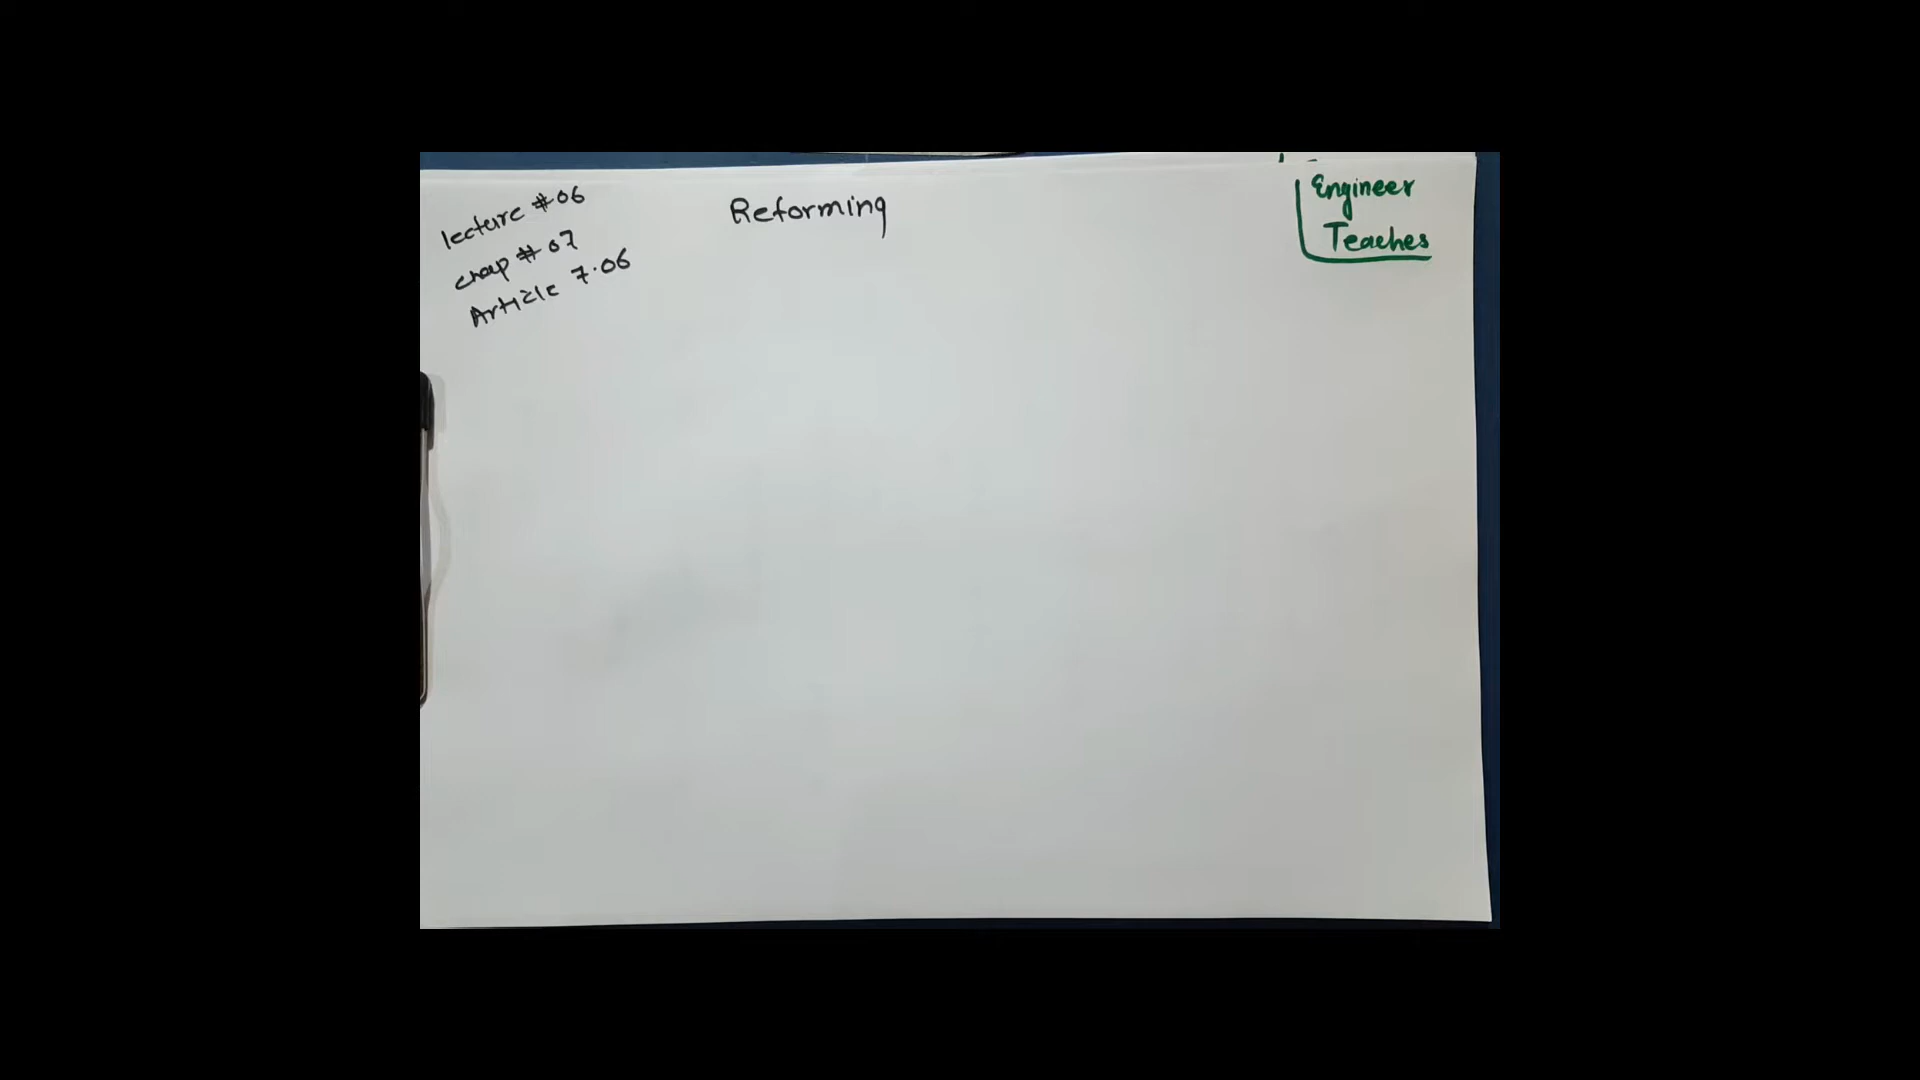 lecture #06
chap #07
Article 7.06
Reforming
Engineer
Teaches